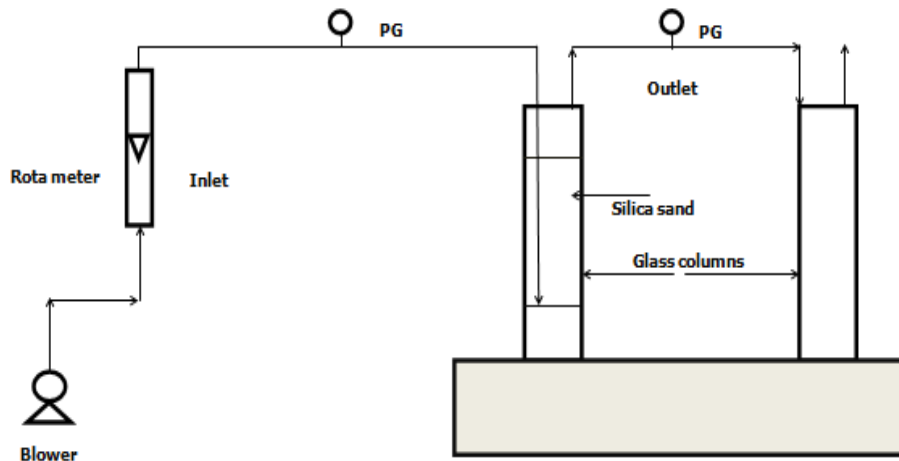 PG
PG
Outlet
Rota meter
Inlet
Silica sand
Glass columns
Blower